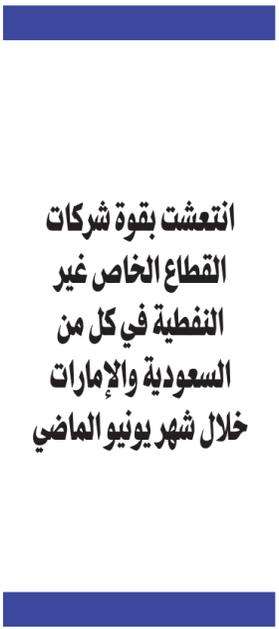 انتعشت بقوة شركات
القطاع الخاص غير
النفطية في كل من
السعودية والإمارات
خلال شهر يونيو الماضي